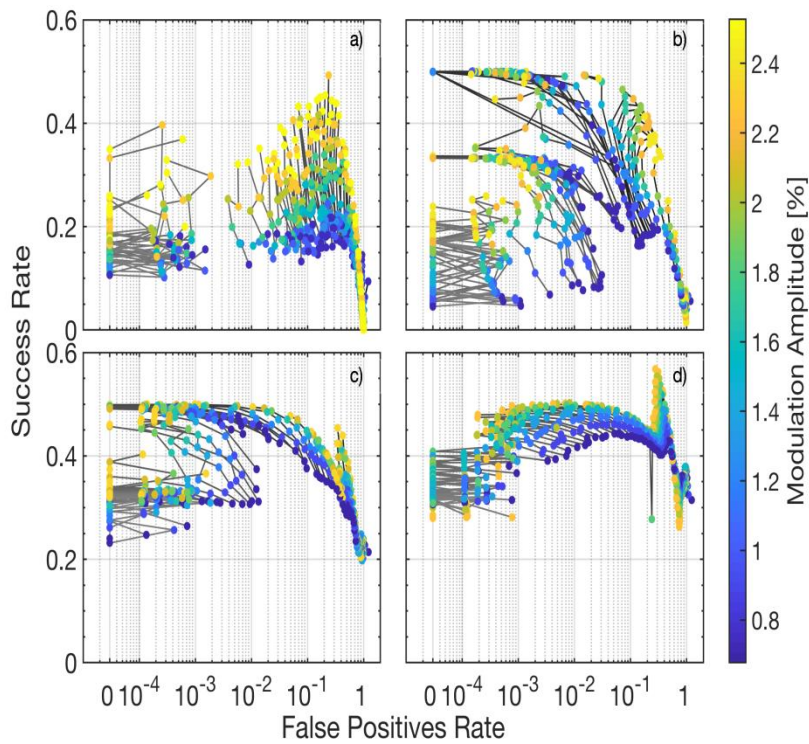 0.6
0.4
0.2
0
a)
b)
0.6
0.4
0.2
0
c)
d)
0 10-4 10-3 10-2 10-1 1
0 10-4 10-3 10-2 10-1 1
Success Rate
False Positives Rate
2.4
2.2
2
1.8
1.6
1.4
1.2
1
0.8
Modulation Amplitude [%]